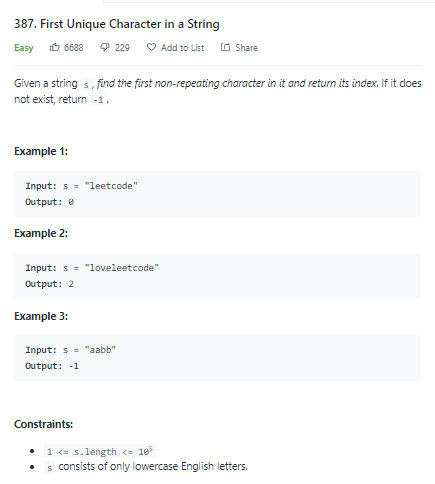 387. First Unique Character in a String
Easy 6688 229 Add to List Share
Given a string s, find the first non-repeating character in it and return its index. If it does
not exist, return -1.
Example 1:
Input: s = "leetcode"
Output: 0
Example 2:
Input: s = "loveleetcode"
Output: 2
Example 3:
Input: s = "aabb"
Output: -1
Constraints:
• 1 <= s.length <= 10⁵
• s consists of only lowercase English letters.